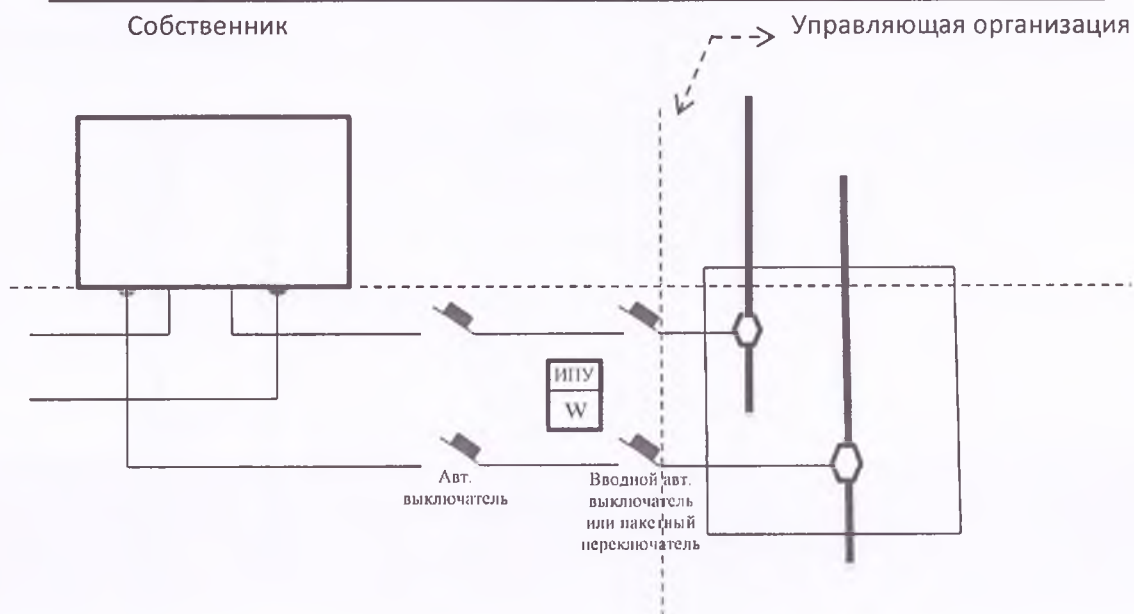 Собственник
Управляющая организация
ИПУ
W
Авт.
выключатель
Вводной авт.
выключатель
или пакетный
переключатель